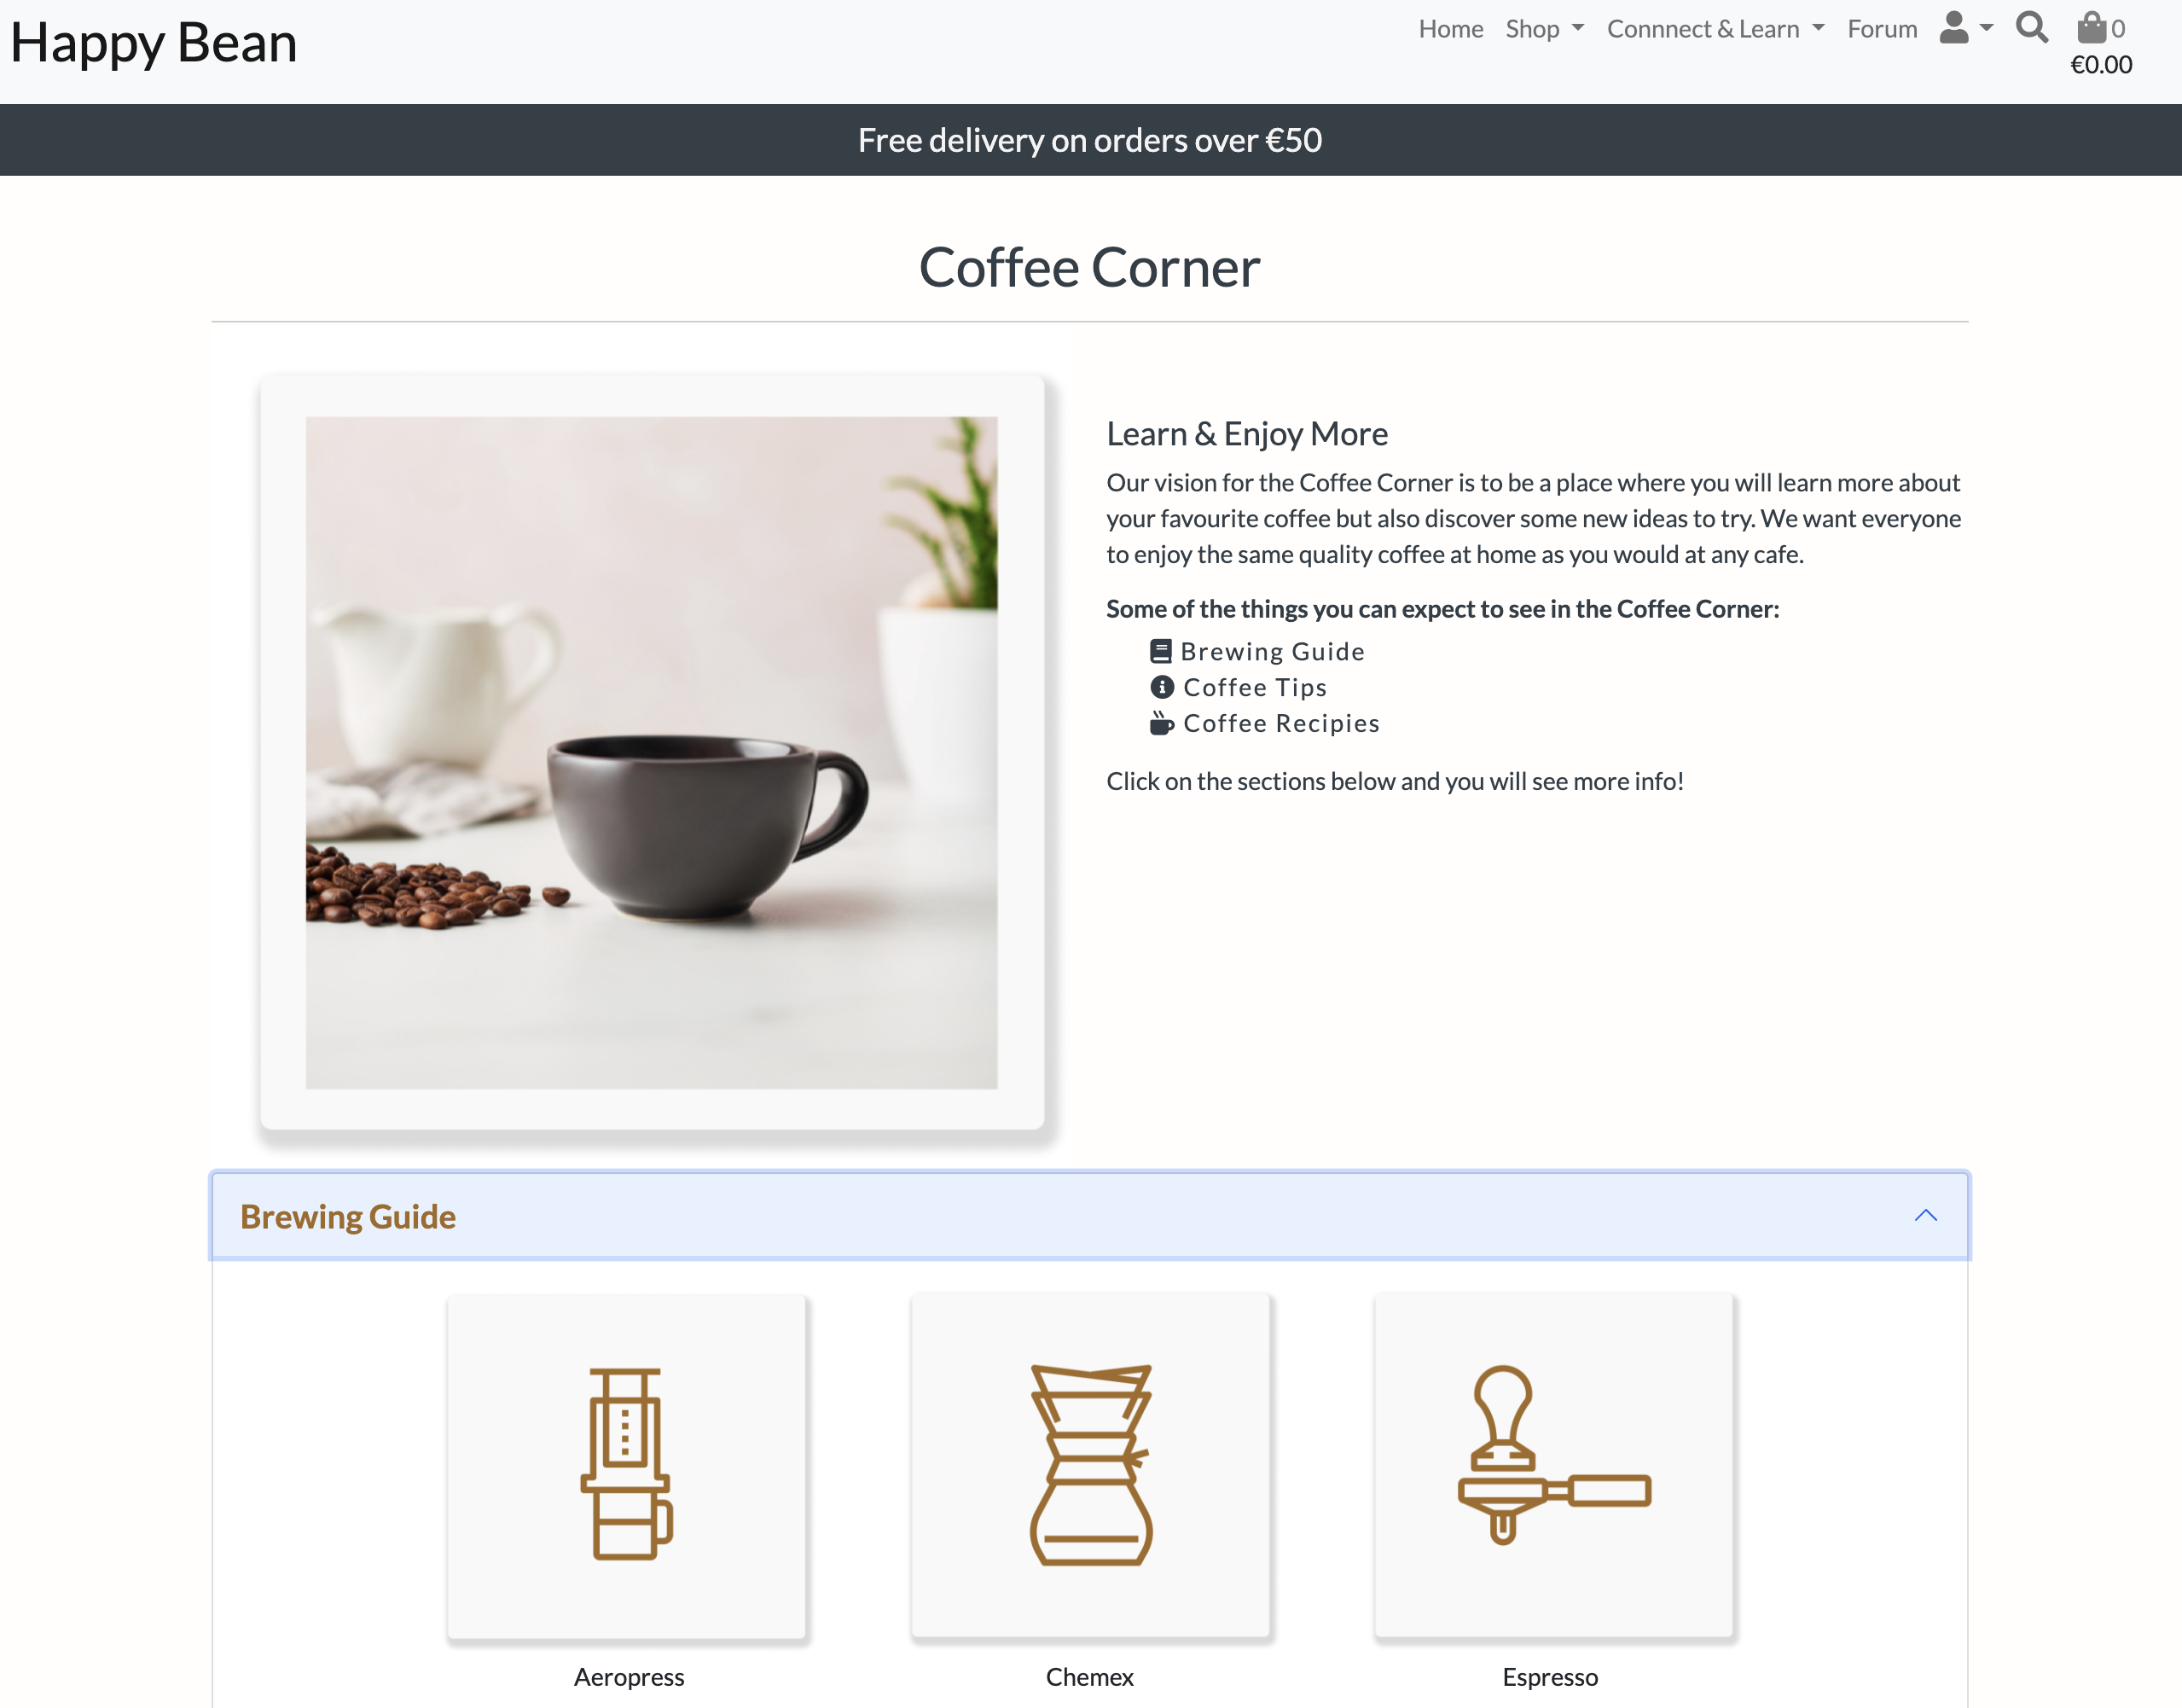 Happy Bean
Home Shop Connnect & Learn Forum 0
€0.00
Free delivery on orders over €50
Coffee Corner
Learn & Enjoy More
Our vision for the Coffee Corner is to be a place where you will learn more about
your favourite coffee but also discover some new ideas to try. We want everyone
to enjoy the same quality coffee at home as you would at any cafe.
Some of the things you can expect to see in the Coffee Corner:
Brewing Guide
Coffee Tips
Coffee Recipies
Click on the sections below and you will see more info!
Brewing Guide
Aeropress Chemex Espresso